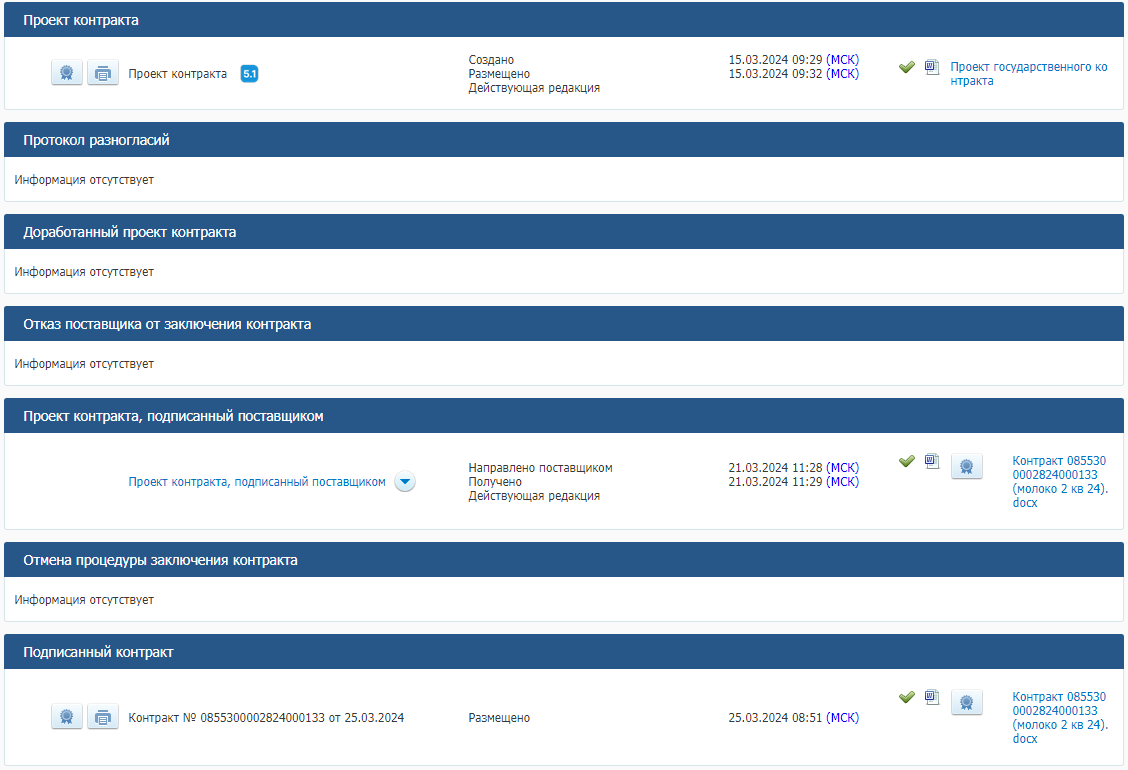 Проект контракта
Проект контракта 5.1
Создано 15.03.2024 09:29 (МСК)
Размещено 15.03.2024 09:32 (МСК)
Действующая редакция
Проект государственного ко
нтракта
Протокол разногласий
Информация отсутствует
Доработанный проект контракта
Информация отсутствует
Отказ поставщика от заключения контракта
Информация отсутствует
Проект контракта, подписанный поставщиком
Проект контракта, подписанный поставщиком
Направлено поставщиком 21.03.2024 11:28 (МСК)
Получено 21.03.2024 11:29 (МСК)
Действующая редакция
Контракт 085530
0002824000133
(молоко 2 кв 24).
docx
Отмена процедуры заключения контракта
Информация отсутствует
Подписанный контракт
Контракт № 0855300002824000133 от 25.03.2024 Размещено 25.03.2024 08:51 (МСК)
Контракт 085530
0002824000133
(молоко 2 кв 24).
docx